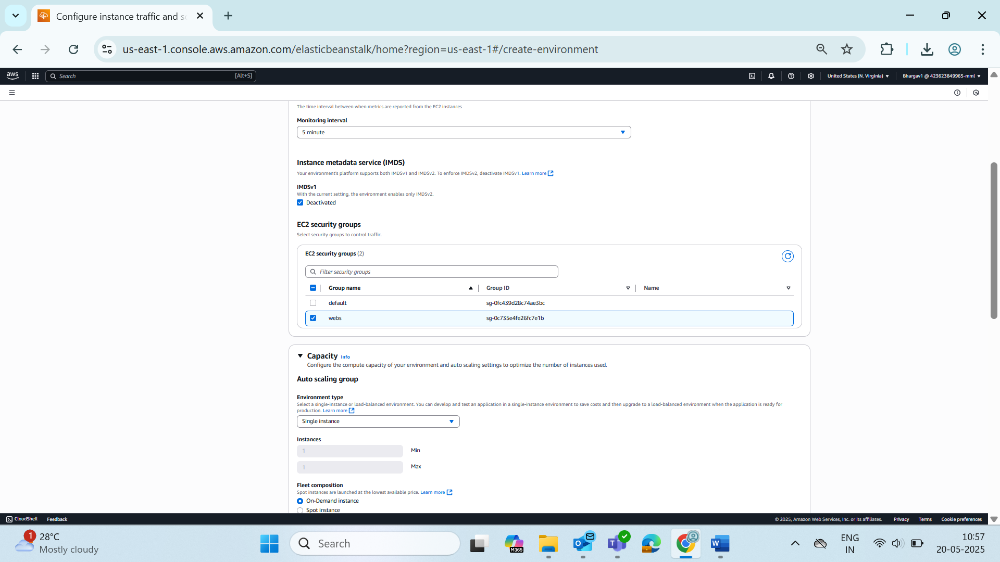 Configure instance traffic and s
us-east-1.console.aws.amazon.com/elasticbeanstalk/home?region=us-east-1#/create-environment
aws
Search
[Alt+S]
United States (N. Virginia)
Bhargav1 @ 423623849965-mml
The time interval between when metrics are reported from the EC2 instances
Monitoring interval
5 minute
Instance metadata service (IMDS)
Your environment's platform supports both IMDSv1 and IMDSv2. To enforce IMDSv2, deactivate IMDSv1. Learn more
IMDSv1
With the current setting, the environment enables only IMDSv2.
Deactivated
EC2 security groups
Select security groups to control traffic.
EC2 security groups (2)
Filter security groups
Group name
Group ID
Name
default
sg-0fc439d28c74ae3bc
webs
sg-0c735e4fe26fc7e1b
Capacity Info
Configure the compute capacity of your environment and auto scaling settings to optimize the number of instances used.
Auto scaling group
Environment type
Select a single-instance or load-balanced environment. You can develop and test an application in a single-instance environment to save costs and then upgrade to a load-balanced environment when the application is ready for
production. Learn more
Single instance
Instances
1
Min
1
Max
Fleet composition
Spot instances are launched at the lowest available price. Learn more
On-Demand instance
Spot instance
CloudShell
Feedback
© 2025, Amazon Web Services, Inc. or its affiliates.
Privacy
Terms
Cookie preferences
1
28°C
Mostly cloudy
Search
M365
ENG
IN
10:57
20-05-2025